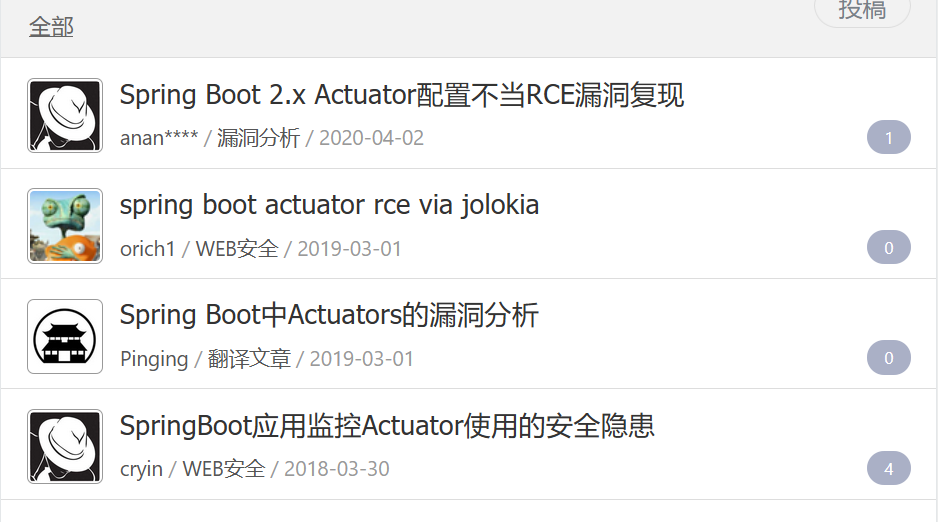 投稿
全部
Spring Boot 2.x Actuator配置不当RCE漏洞复现
anan**** / 漏洞分析 / 2020-04-02
1
spring boot actuator rce via jolokia
orich1 / WEB安全 / 2019-03-01
0
Spring Boot中Actuators的漏洞分析
Pinging / 翻译文章 / 2019-03-01
0
SpringBoot应用监控Actuator使用的安全隐患
cryin / WEB安全 / 2018-03-30
4